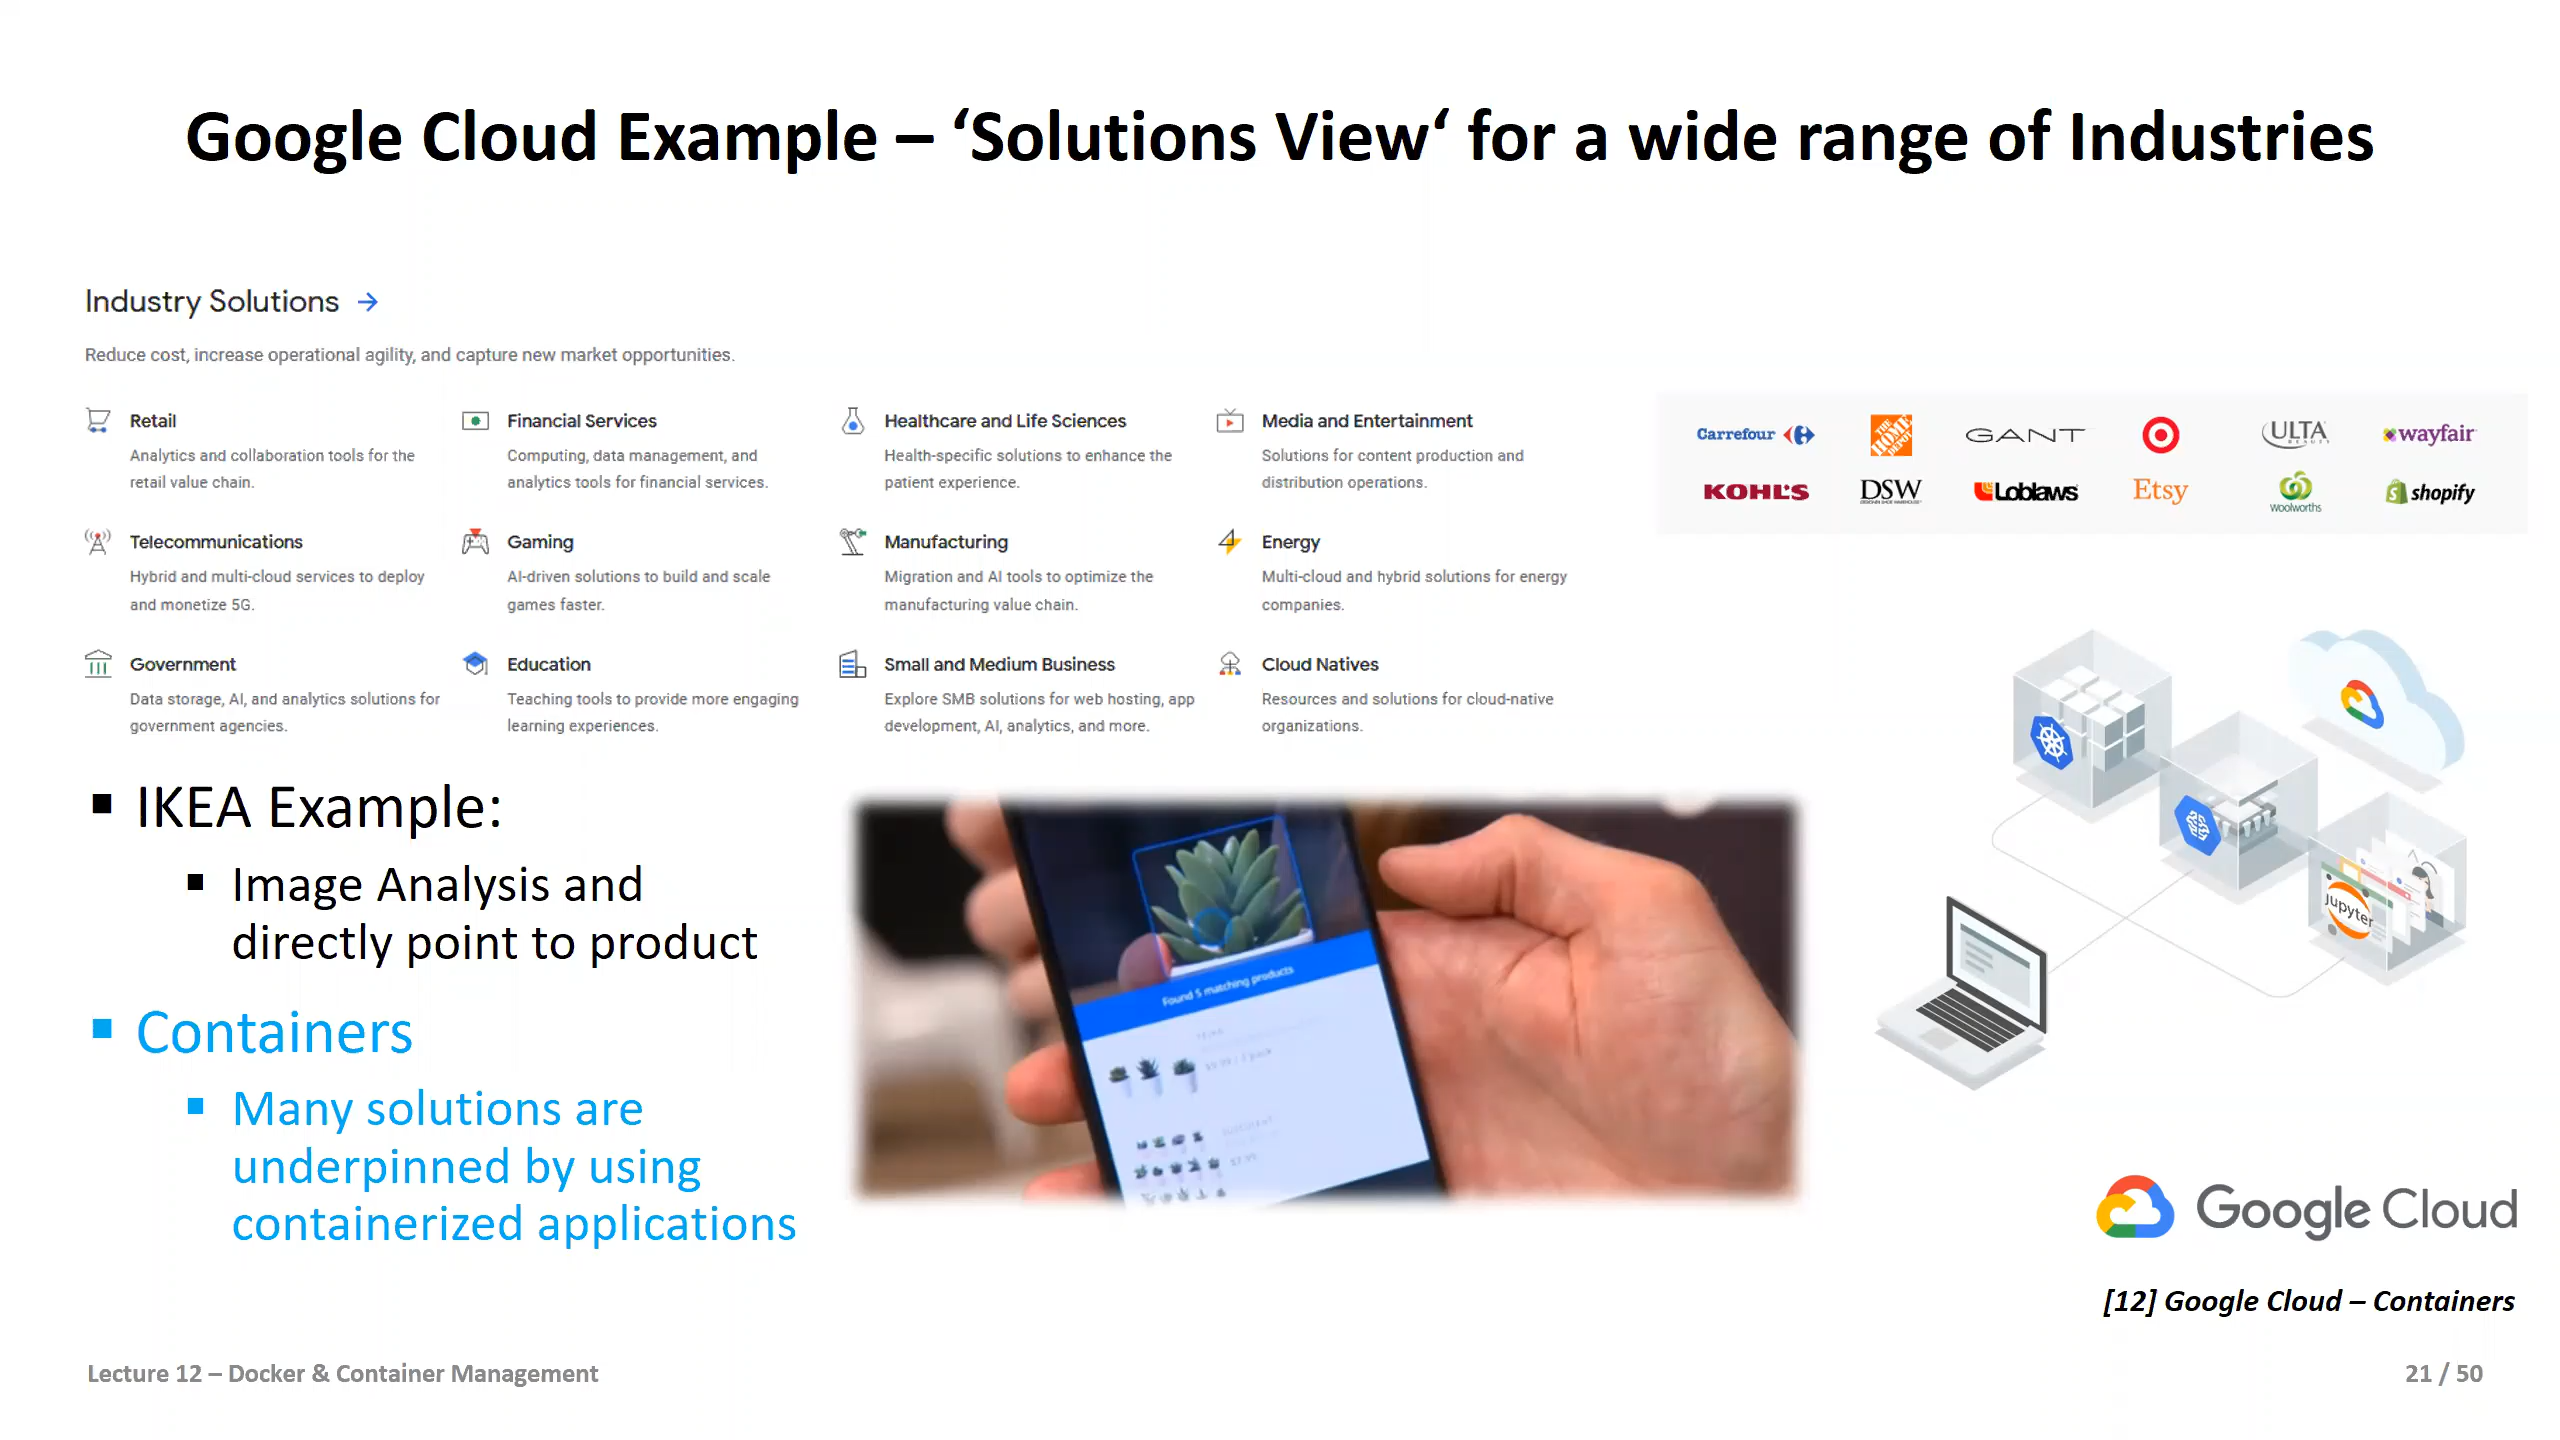 Google Cloud Example – ‘Solutions View‘ for a wide range of Industries
Industry Solutions →
Reduce cost, increase operational agility, and capture new market opportunities.
Retail
Analytics and collaboration tools for the
retail value chain.
Financial Services
Computing, data management, and
analytics tools for financial services.
Healthcare and Life Sciences
Health-specific solutions to enhance the
patient experience.
Media and Entertainment
Solutions for content production and
distribution operations.
Telecommunications
Hybrid and multi-cloud services to deploy
and monetize 5G.
Gaming
AI-driven solutions to build and scale
games faster.
Manufacturing
Migration and AI tools to optimize the
manufacturing value chain.
Energy
Multi-cloud and hybrid solutions for energy
companies.
Government
Data storage, AI, and analytics solutions for
government agencies.
Education
Teaching tools to provide more engaging
learning experiences.
Small and Medium Business
Explore SMB solutions for web hosting, app
development, AI, analytics, and more.
Cloud Natives
Resources and solutions for cloud-native
organizations.
Carrefour
THE HOME DEPOT
GANT
ULTA
BEAUTY
wayfair
KOHL'S
DSW
Loblaws
Etsy
woolworths
shopify
▪ IKEA Example:
▪ Image Analysis and
directly point to product
▪ Containers
▪ Many solutions are
underpinned by using
containerized applications
Found 5 matching products
Jupyter
Google Cloud
[12] Google Cloud – Containers
Lecture 12 – Docker & Container Management
21 / 50